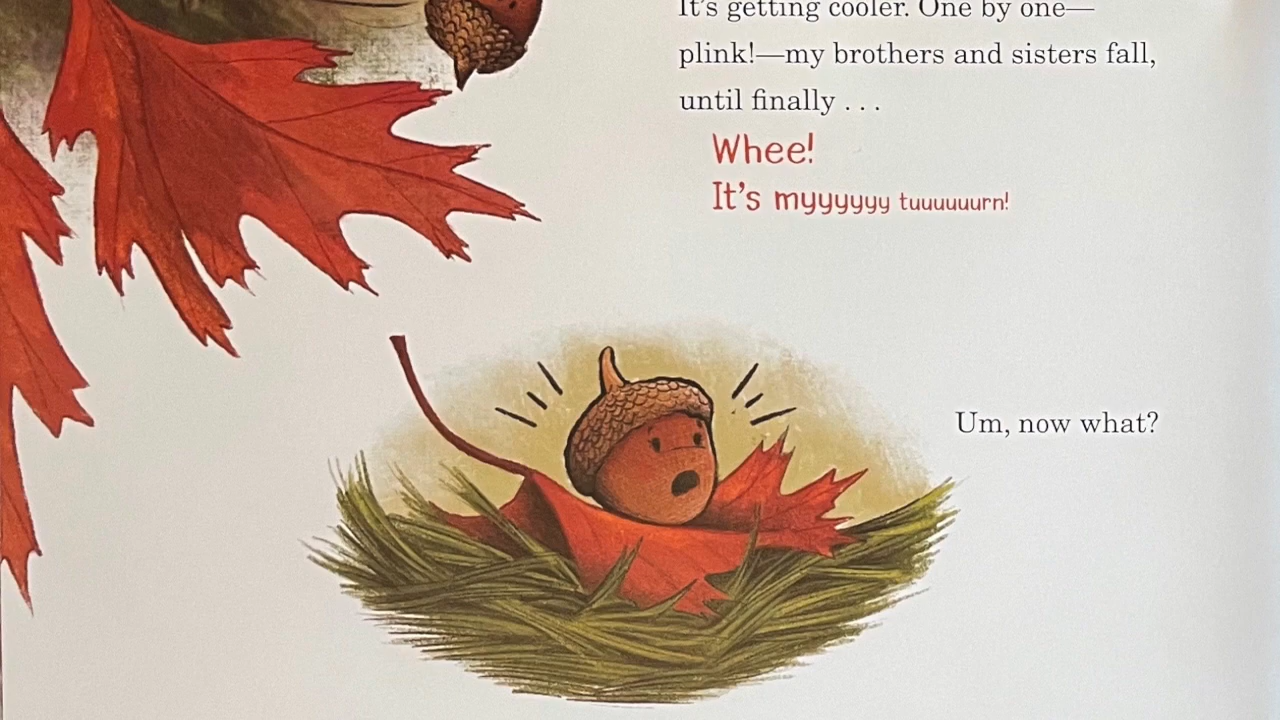 It's getting cooler. One by one—
plink!—my brothers and sisters fall,
until finally . . .
Whee!
It's myyyyyy tuuuuuurn!
Um, now what?